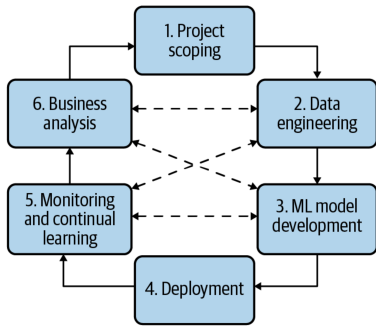 1. Project
scoping
6. Business
analysis
2. Data
engineering
5. Monitoring
and continual
learning
3. ML model
development
4. Deployment